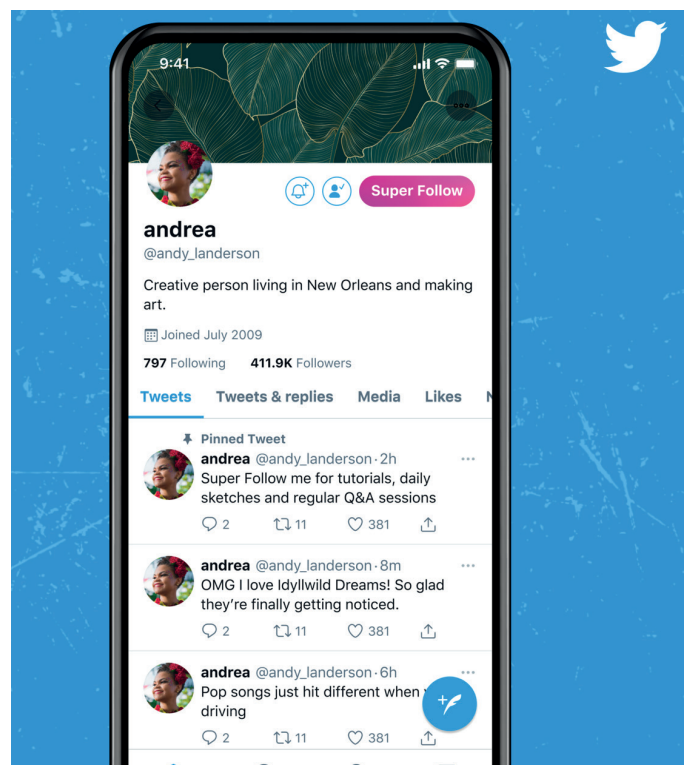 9:41
Super Follow
andrea
@andy_landerson
Creative person living in New Orleans and making
art.
Joined July 2009
797 Following 411.9K Followers
Tweets Tweets & replies Media Likes N
Pinned Tweet
andrea @andy_landerson · 2h
Super Follow me for tutorials, daily
sketches and regular Q&A sessions
2 11 381
andrea @andy_landerson · 8m
OMG I love Idyllwild Dreams! So glad
they’re finally getting noticed.
2 11 381
andrea @andy_landerson · 6h
Pop songs just hit different when
driving
2 11 381